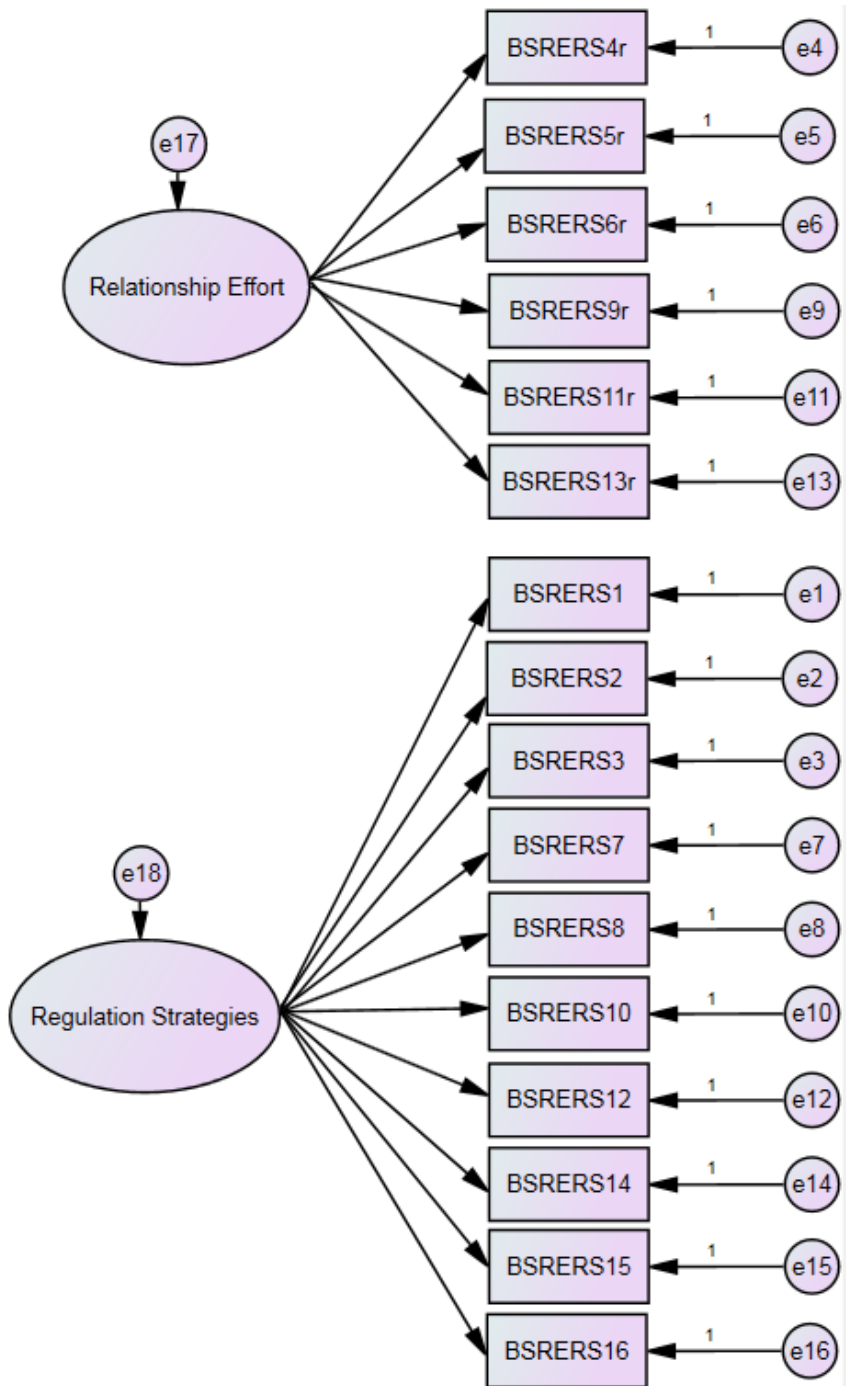 BSRERS4r 1 e4
e17
BSRERS5r 1 e5
BSRERS6r 1 e6
Relationship Effort
BSRERS9r 1 e9
BSRERS11r 1 e11
BSRERS13r 1 e13
BSRERS1 1 e1
BSRERS2 1 e2
BSRERS3 1 e3
BSRERS7 1 e7
e18
BSRERS8 1 e8
Regulation Strategies
BSRERS10 1 e10
BSRERS12 1 e12
BSRERS14 1 e14
BSRERS15 1 e15
BSRERS16 1 e16